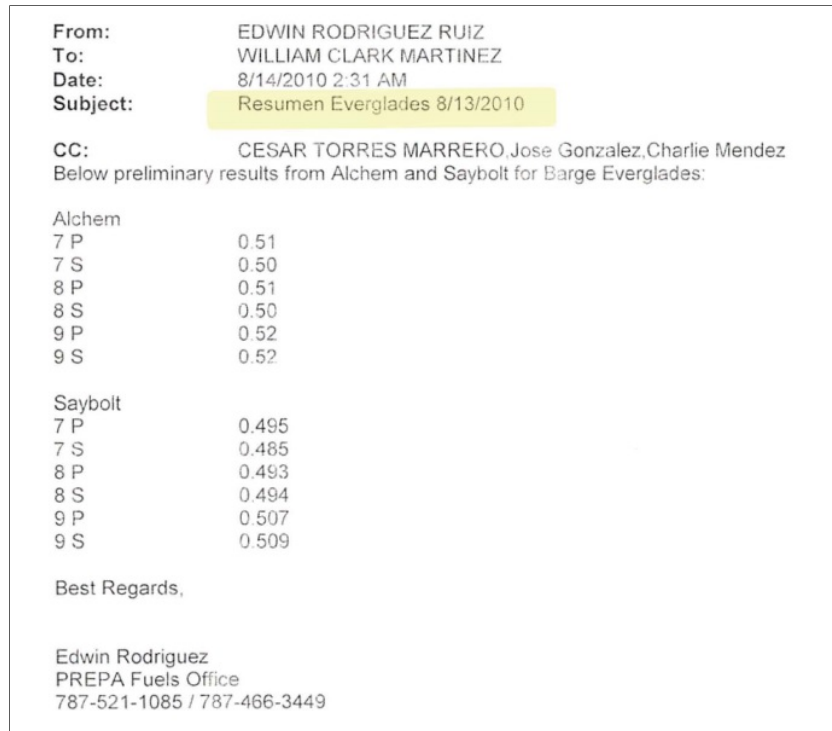 From: EDWIN RODRIGUEZ RUIZ
To: WILLIAM CLARK MARTINEZ
Date: 8/14/2010 2:31 AM
Subject: Resumen Everglades 8/13/2010
CC: CESAR TORRES MARRERO,Jose Gonzalez,Charlie Mendez
Below preliminary results from Alchem and Saybolt for Barge Everglades:
Alchem
7 P 0.51
7 S 0.50
8 P 0.51
8 S 0.50
9 P 0.52
9 S 0.52
Saybolt
7 P 0.495
7 S 0.485
8 P 0.493
8 S 0.494
9 P 0.507
9 S 0.509
Best Regards,
Edwin Rodriguez
PREPA Fuels Office
787-521-1085 / 787-466-3449